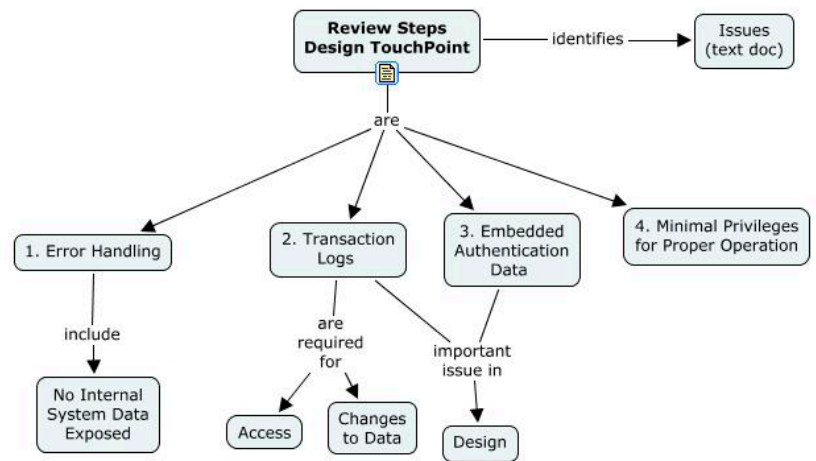 Review Steps
Design TouchPoint
identifies
Issues
(text doc)
are
1. Error Handling
2. Transaction
Logs
3. Embedded
Authentication
Data
4. Minimal Privileges
for Proper Operation
include
are
required
for
important
issue in
No Internal
System Data
Exposed
Access
Changes
to Data
Design